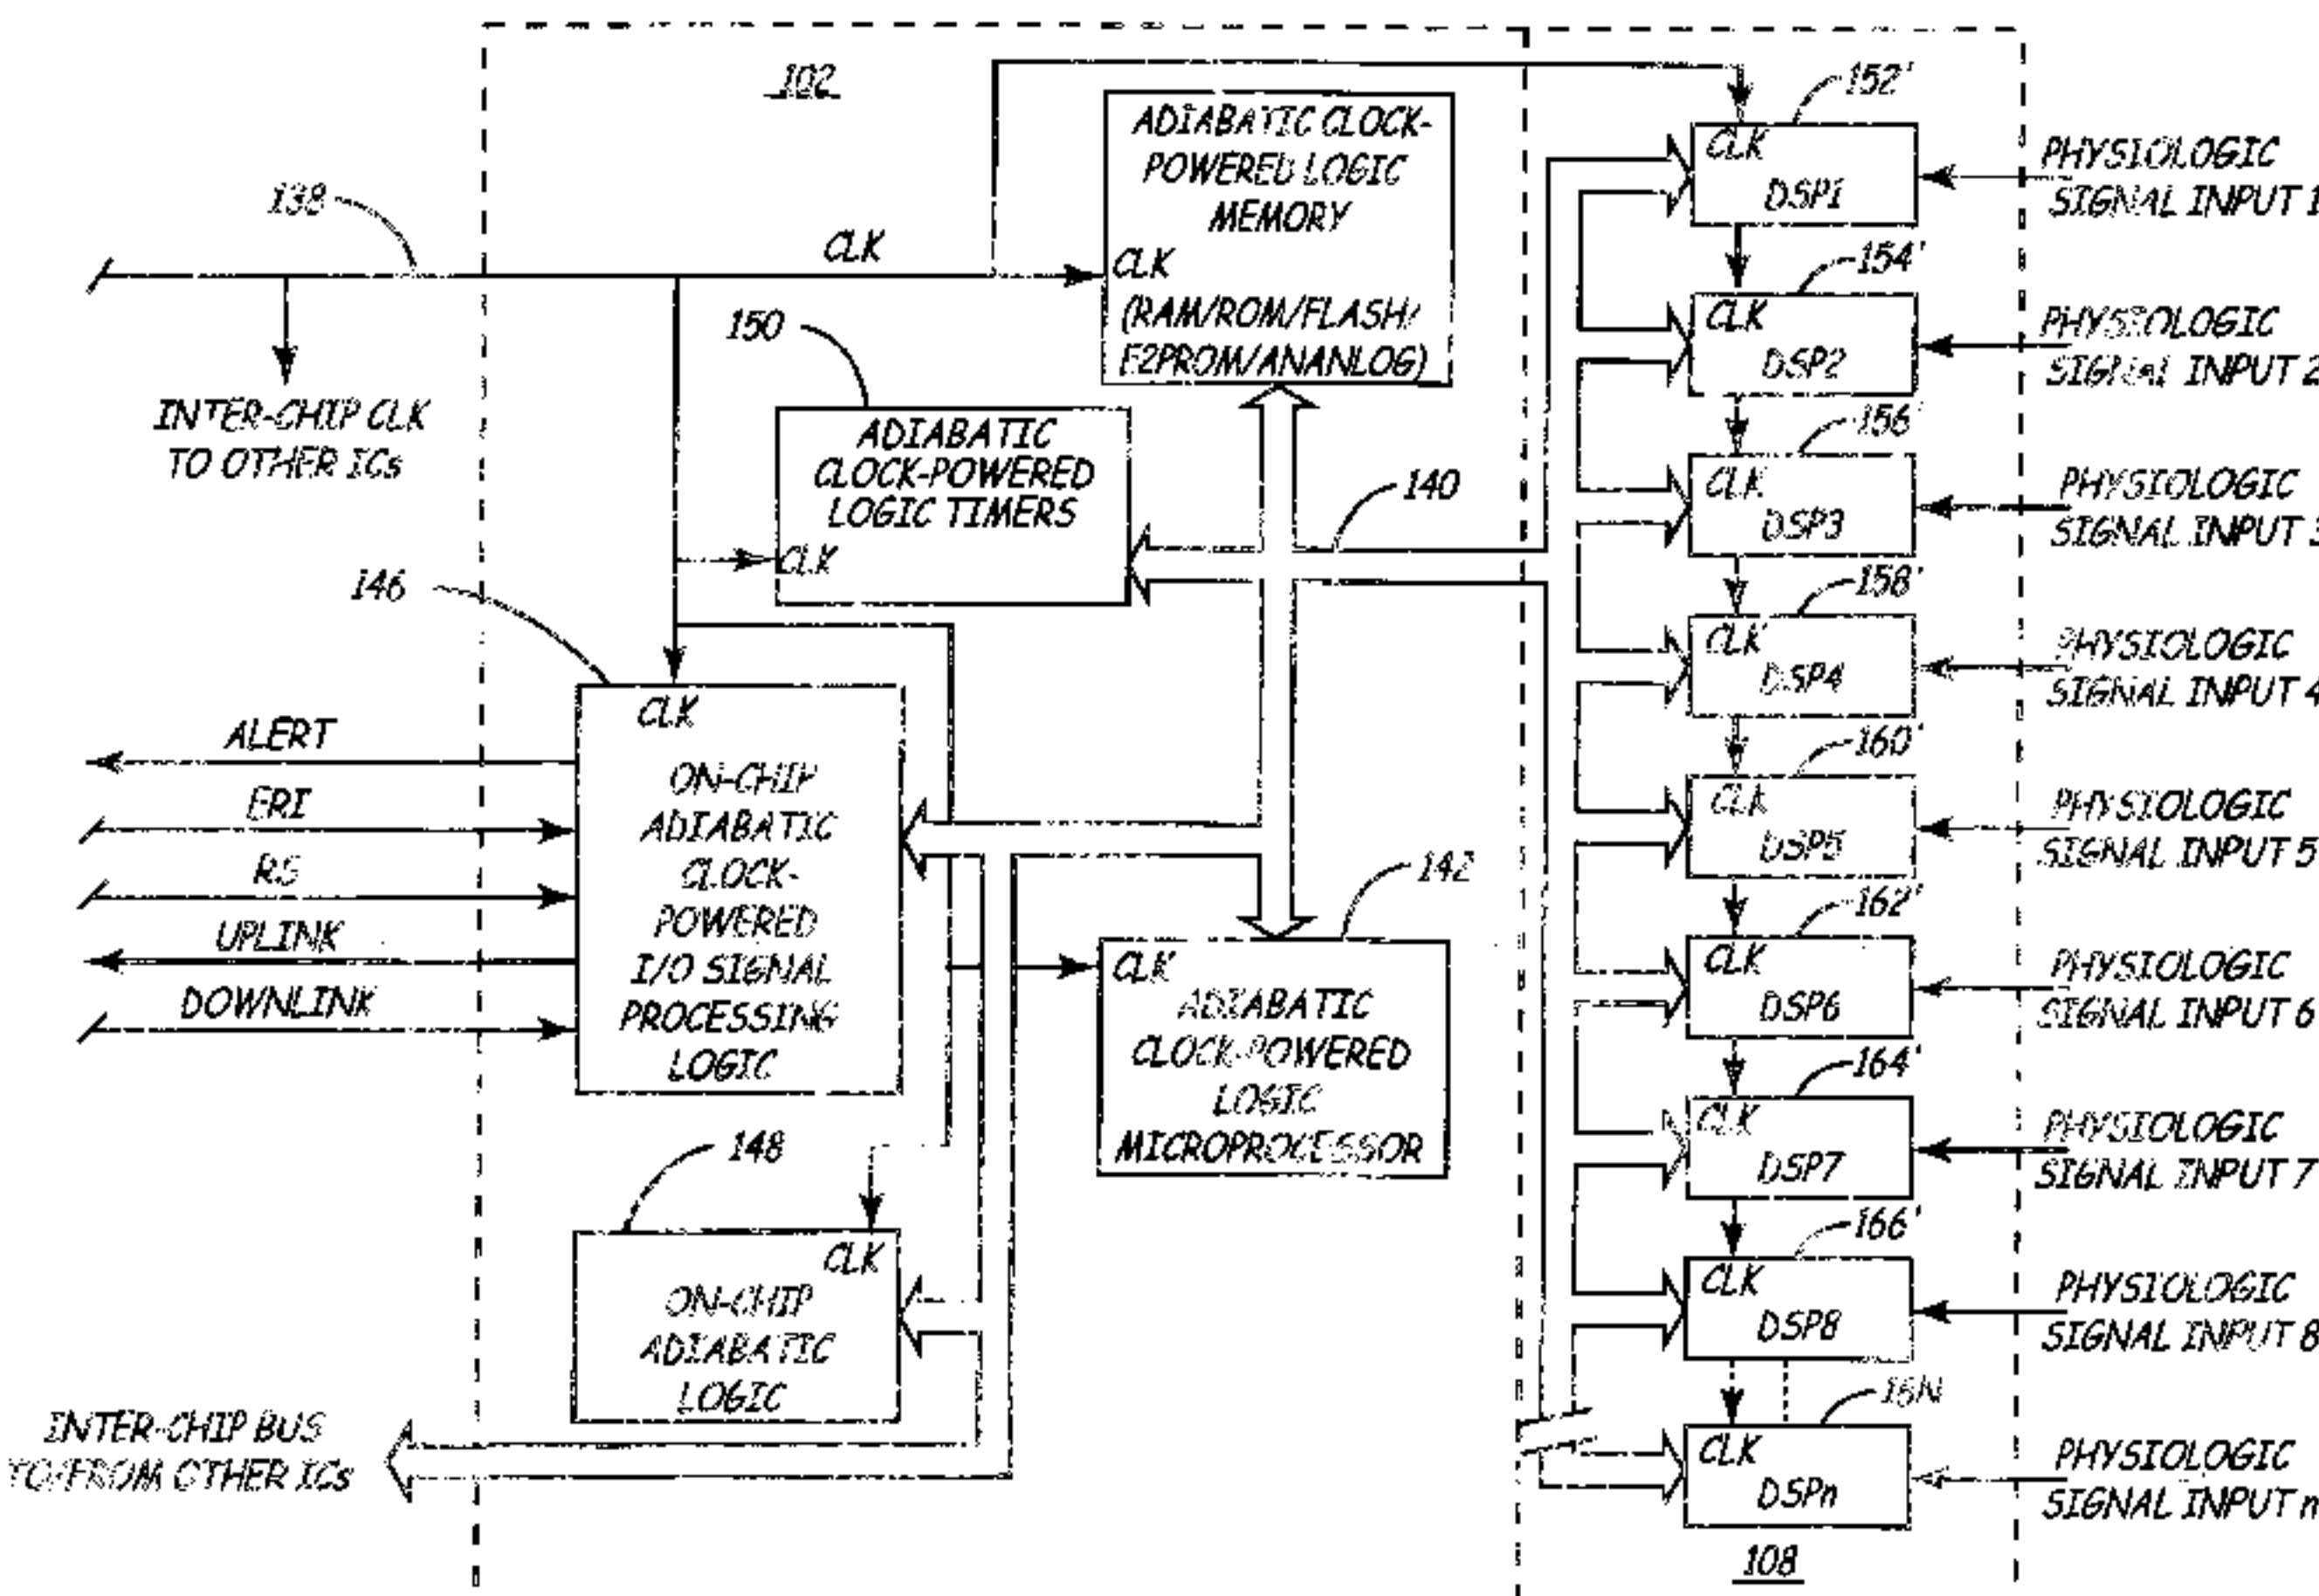 102
152'
ADIABATIC CLOCK-
POWERED LOGIC
MEMORY
CLK
(RAM/ROM/FLASH/
E2PROM/ANANLOG)
CLK
DSP1
PHYSIOLOGIC
SIGNAL INPUT 1
138
CLK
154'
CLK
DSP2
PHYSIOLOGIC
SIGNAL INPUT 2
150
INTER-CHIP CLK
TO OTHER ICs
ADIABATIC
CLOCK-POWERED
LOGIC TIMERS
CLK
140
156'
CLK
DSP3
PHYSIOLOGIC
SIGNAL INPUT 3
146
158'
CLK
DSP4
PHYSIOLOGIC
SIGNAL INPUT 4
ALERT
ERI
RS
UPLINK
DOWNLINK
CLK
ON-CHIP
ADIABATIC
CLOCK-
POWERED
I/O SIGNAL
PROCESSING
LOGIC
160'
CLK
DSP5
PHYSIOLOGIC
SIGNAL INPUT 5
142
CLK
ADIABATIC
CLOCK-POWERED
LOGIC
MICROPROCESSOR
162'
CLK
DSP6
PHYSIOLOGIC
SIGNAL INPUT 6
164'
CLK
DSP7
PHYSIOLOGIC
SIGNAL INPUT 7
148
CLK
ON-CHIP
ADIABATIC
LOGIC
166'
CLK
DSP8
PHYSIOLOGIC
SIGNAL INPUT 8
INTER-CHIP BUS
TO/FROM OTHER ICs
16N
CLK
DSPn
PHYSIOLOGIC
SIGNAL INPUT n
108